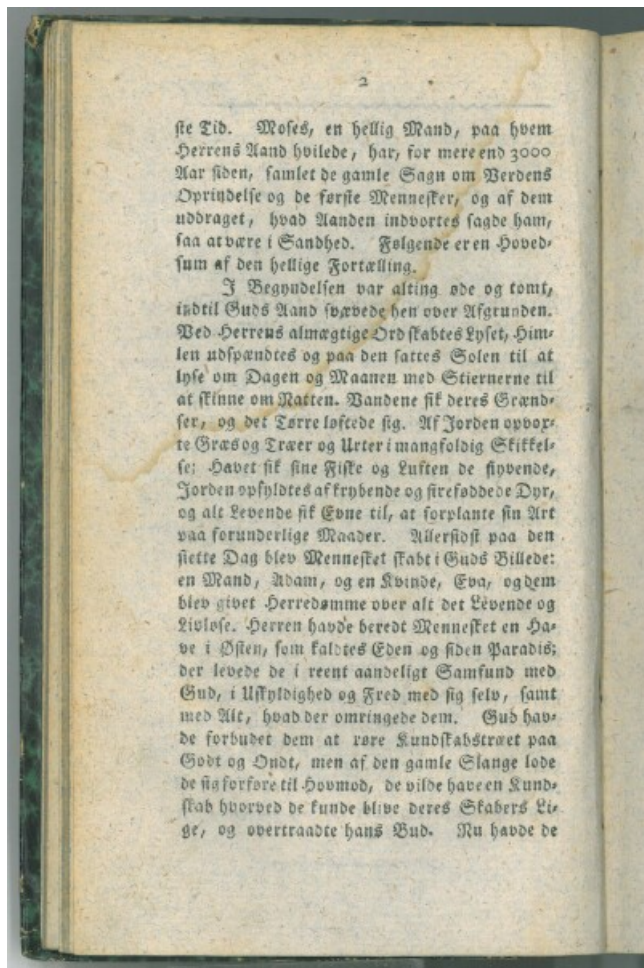 2
ste Tid. Moses, en hellig Mand, paa hvem
Herrens Aand hvilede, har, for mere end 3000
Aar siden, samlet de gamle Sagn om Verdens
Oprindelse og de første Mennesker, og af dem
uddraget, hvad Aanden indvortes sagde ham,
saa at være i Sandhed. Følgende er en Hoved-
sum af den hellige Fortælling.
I Begyndelsen var alting øde og tomt,
indtil Guds Aand svævede hen over Afgrunden.
Ved Herrens almægtige Ord skabtes Lyset, Him-
len udspændtes og paa den sattes Solen til at
lyse om Dagen og Maanen med Stiernerne til
at skinne om Natten. Vandene fik deres Grænd-
ser, og det Tørre løftede sig. Af Jorden opvox-
te Græs og Træer og Urter i mangfoldig Skikkel-
se; Havet fik sine Fiske og Luften de flyvende,
Jorden opfyldtes af krybende og fireføddede Dyr,
og alt Levende fik Evne til, at forplante sin Art
paa forunderlige Maader. Allersidst paa den
siette Dag blev Mennesket skabt i Guds Billede:
en Mand, Adam, og en Kvinde, Eva, og dem
blev givet Herredømme over alt det Levende og
Livløse. Herren havde beredt Mennesket en Ha-
ve i Østen, som kaldtes Eden og siden Paradis;
der levede de i reent aandeligt Samfund med
Gud, i Uskyldighed og Fred med sig selv, samt
med Alt, hvad der omringede dem. Gud hav-
de forbudet dem at røre Kundskabstræet paa
Godt og Ondt, men af den gamle Slange lode
de sig forføre til Hovmod, de vilde have en Kund-
skab hvorved de kunde blive deres Skabers Li-
ge, og overtraadte hans Bud. Nu havde de